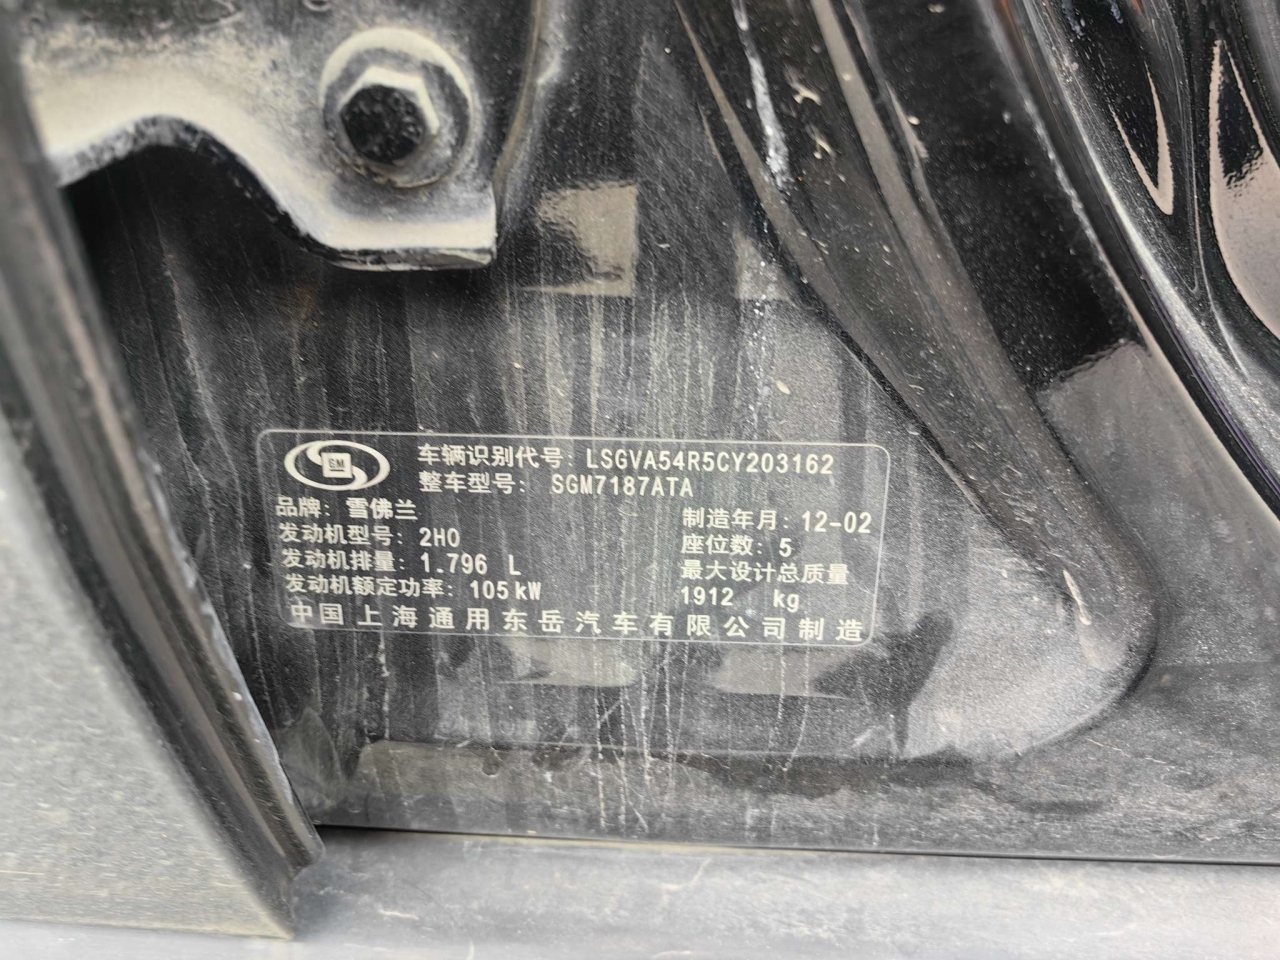 GM
车辆识别代号: LSGVA54R5CY203162
整车型号: SGM7187ATA
品牌: 雪佛兰
制造年月: 12-02
发动机型号: 2H0
座位数: 5
发动机排量: 1.796 L
最大设计总质量
发动机额定功率: 105kW
1912 kg
中国上海通用东岳汽车有限公司制造